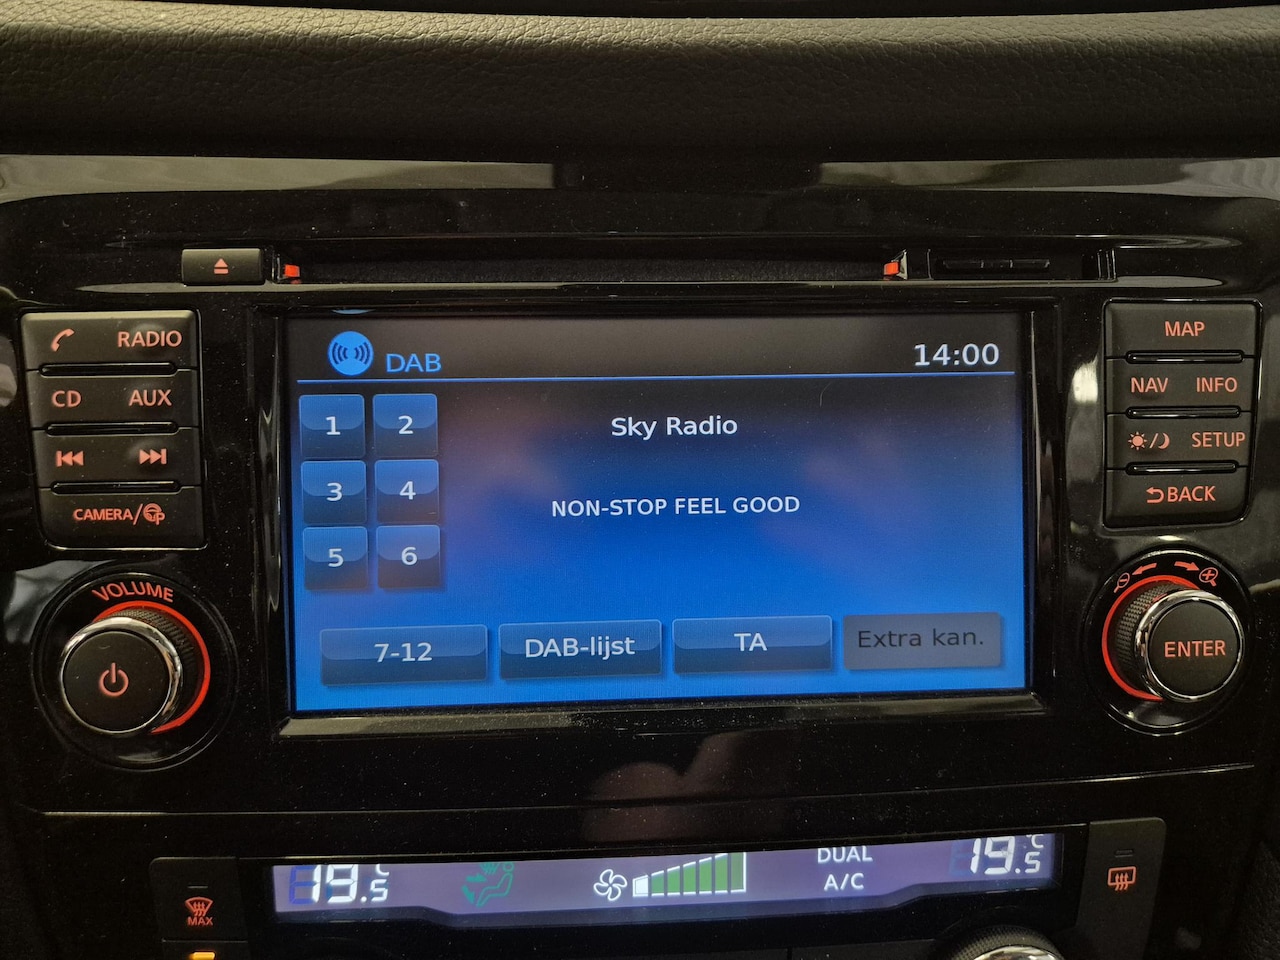 RADIO
CD AUX
CAMERA/
VOLUME
DAB 14:00
1 2
3 4
5 6
Sky Radio
NON-STOP FEEL GOOD
7-12 DAB-lijst TA Extra kan.
MAP
NAV INFO
SETUP
BACK
ENTER
19.5°C
DUAL
A/C
19.5°C
MAX